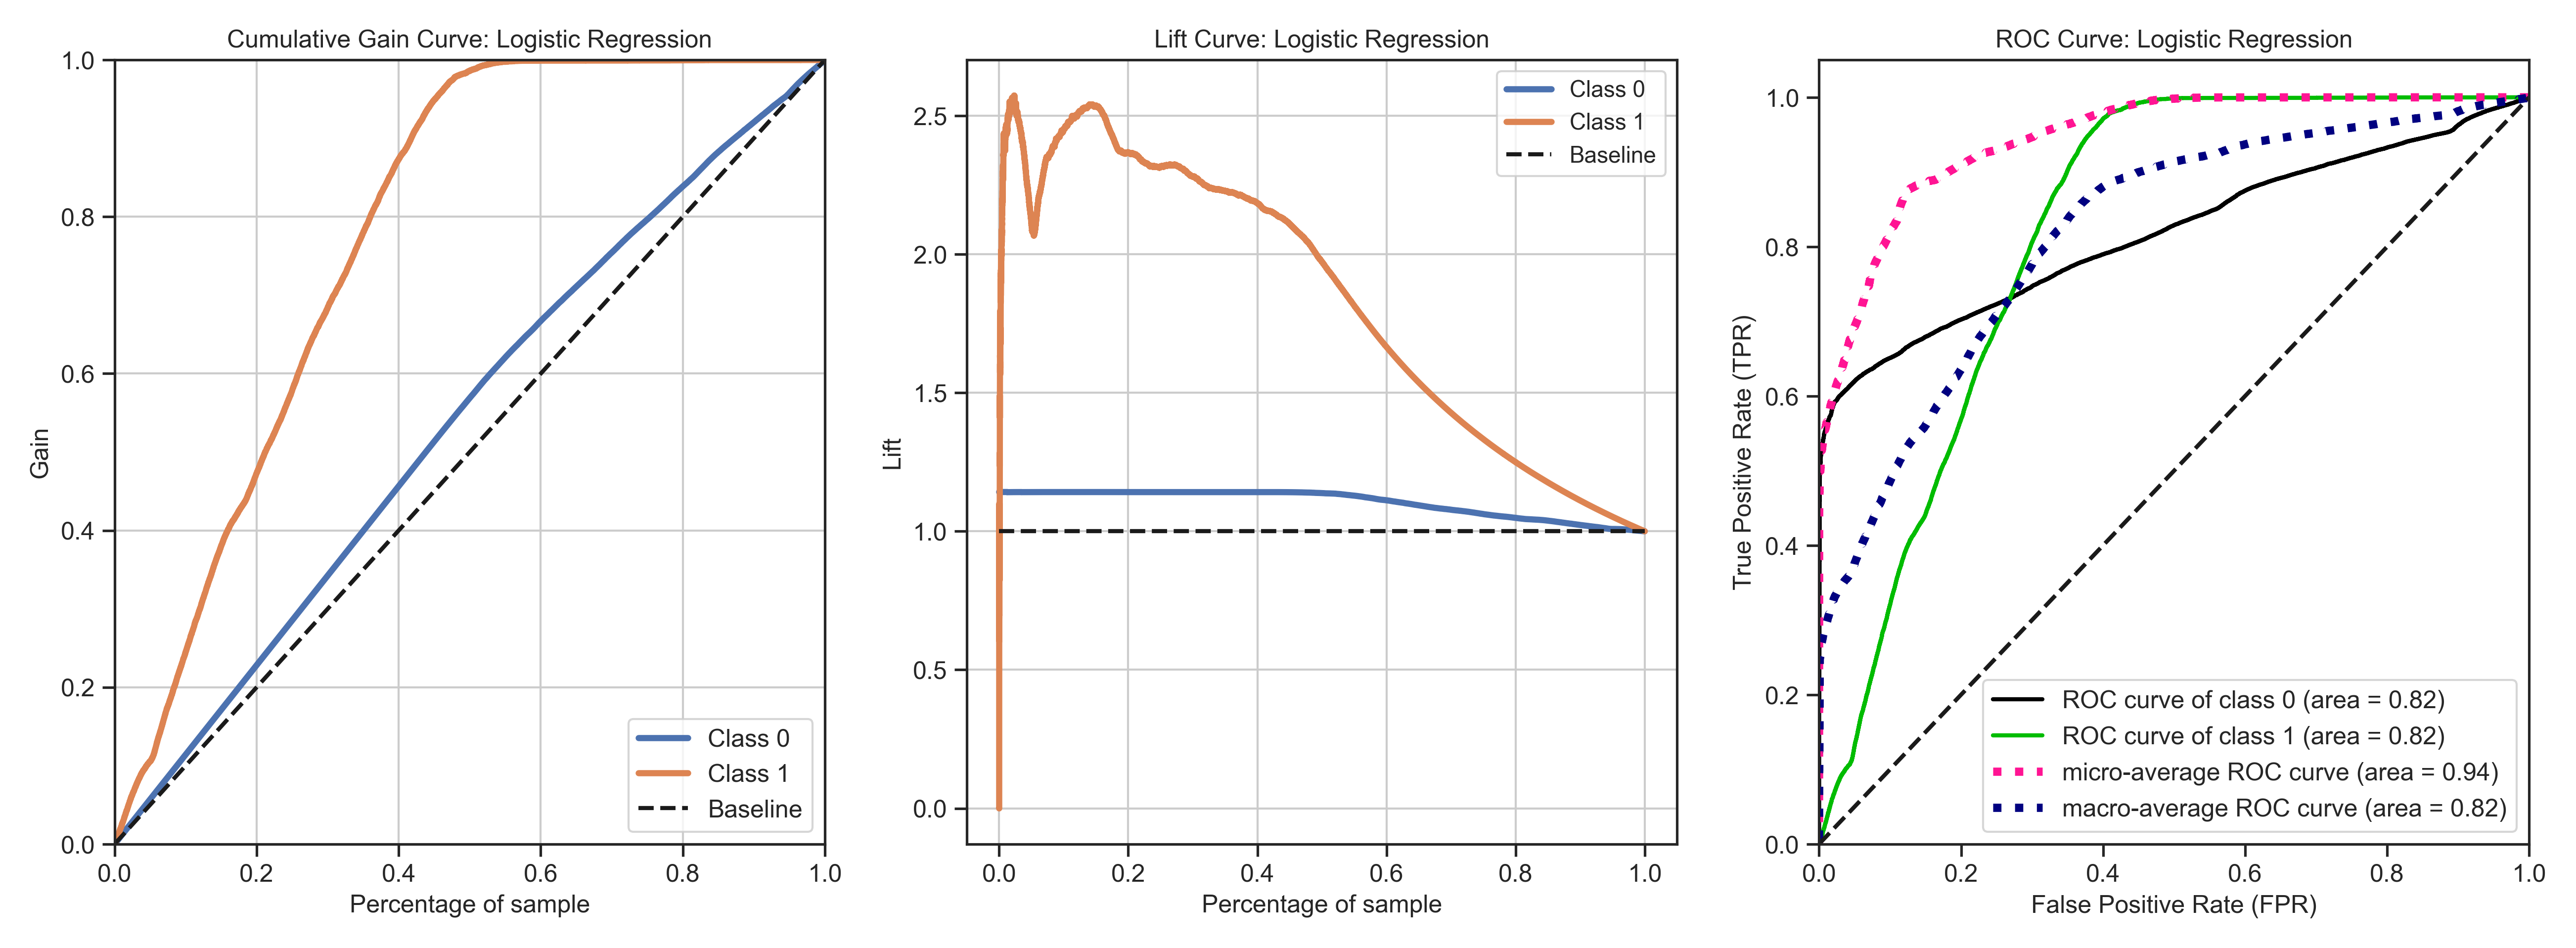 Cumulative Gain Curve: Logistic Regression
1.0
0.8
0.6
0.4
0.2
0.0
Gain
0.0 0.2 0.4 0.6 0.8 1.0
Percentage of sample
Class 0
Class 1
Baseline
Lift Curve: Logistic Regression
2.5
2.0
1.5
1.0
0.5
0.0
Lift
0.0 0.2 0.4 0.6 0.8 1.0
Percentage of sample
Class 0
Class 1
Baseline
ROC Curve: Logistic Regression
1.0
0.8
0.6
0.4
0.2
0.0
True Positive Rate (TPR)
0.0 0.2 0.4 0.6 0.8 1.0
False Positive Rate (FPR)
ROC curve of class 0 (area = 0.82)
ROC curve of class 1 (area = 0.82)
micro-average ROC curve (area = 0.94)
macro-average ROC curve (area = 0.82)